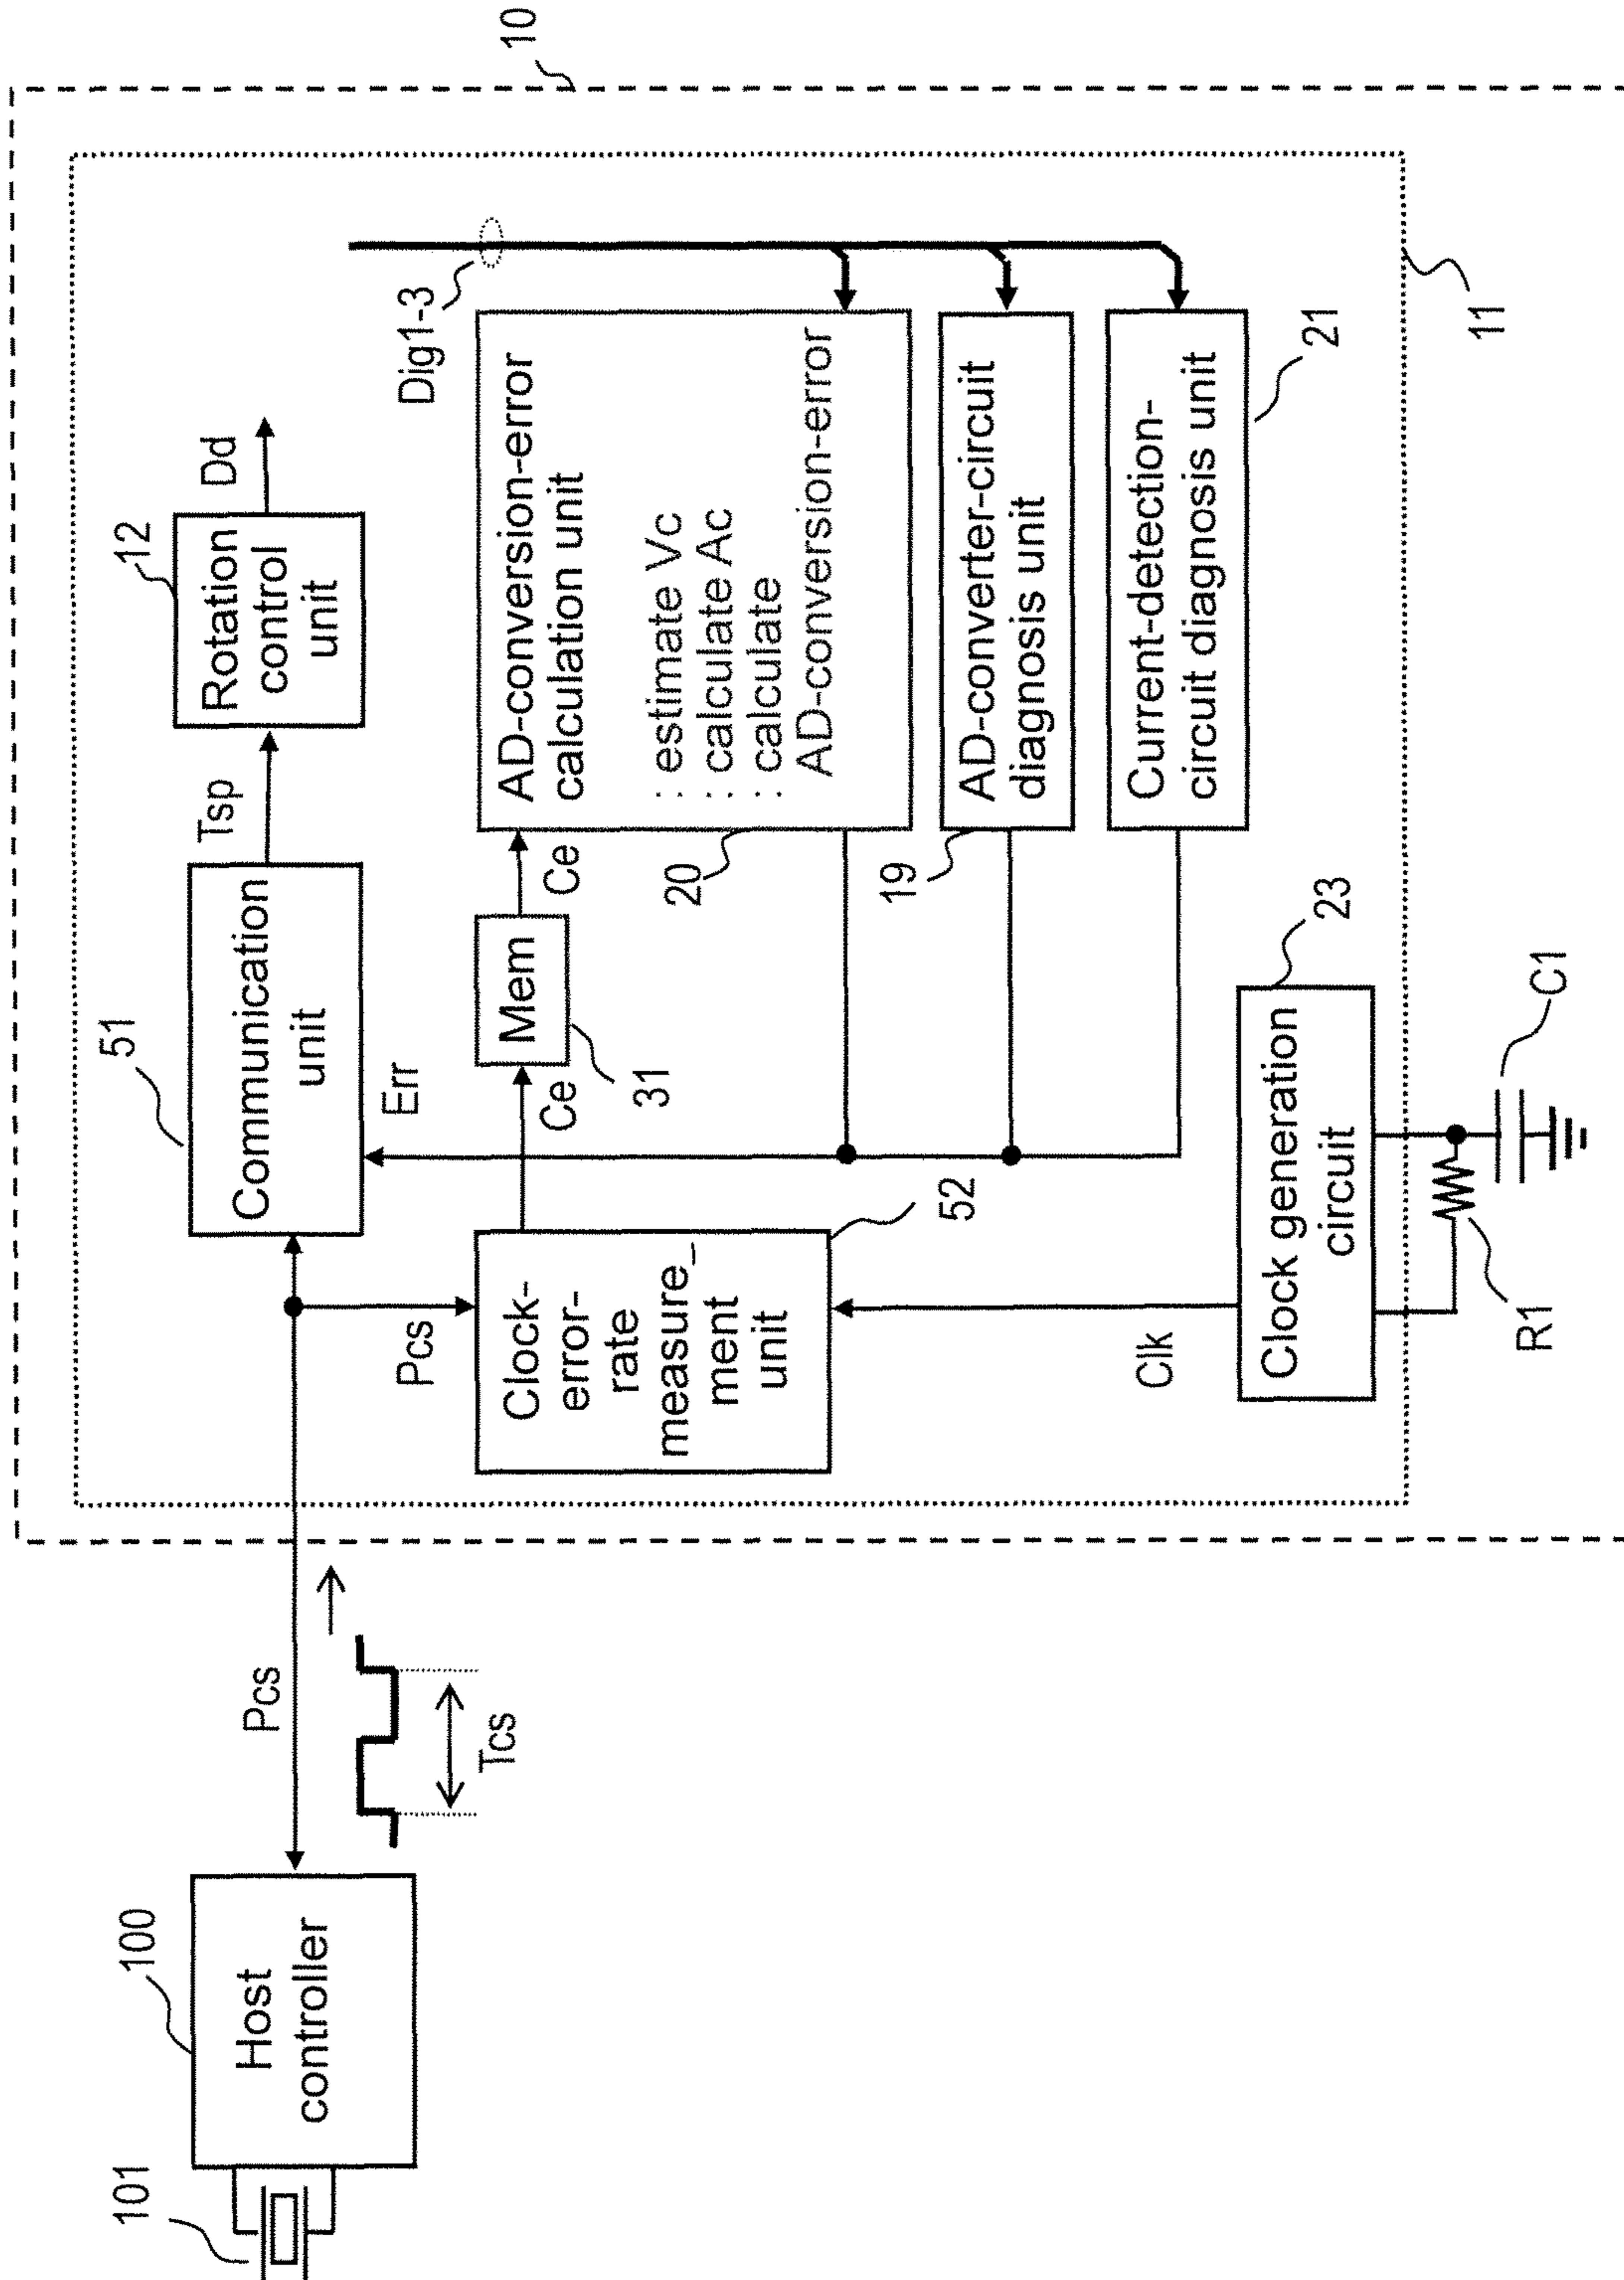 10
11
101
100
Host
controller
Pcs
Tcs
51
Communication
unit
Tsp
12
Rotation
control
unit
Dd
Err
Pcs
Clock-
error-
rate
measure_
ment
unit
52
Ce
Mem
31
Ce
Dig1-3
AD-conversion-error
calculation unit
: estimate Vc
: calculate Ac
: calculate
AD-conversion-error
20
19
AD-converter-circuit
diagnosis unit
Current-detection-
circuit diagnosis unit
21
Clk
23
Clock generation
circuit
R1
C1